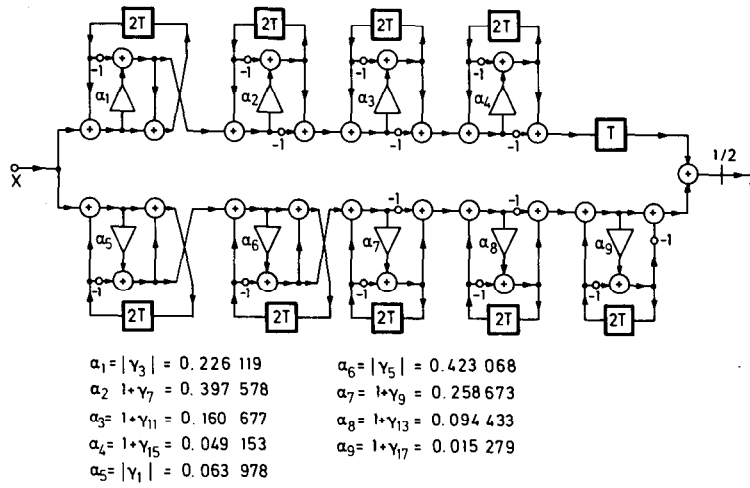 2T 2T 2T 2T
-1 -1 -1 -1
α1 α2 α3 α4
-1 -1 -1
T
X
1/2
-1 -1
α5 α6 α7 α8 α9
-1
-1 -1 -1 -1 -1
2T 2T 2T 2T 2T
α1 = |γ3| = 0.226 119
α2 1+γ7 = 0.397 578
α3 = 1+γ11 = 0.160 677
α4 = 1+γ15 = 0.049 153
α5 = |γ1| = 0.063 978
α6 = |γ5| = 0.423 068
α7 = 1+γ9 = 0.258673
α8 = 1+γ13 = 0.094 433
α9 = 1+γ17 = 0.015 279